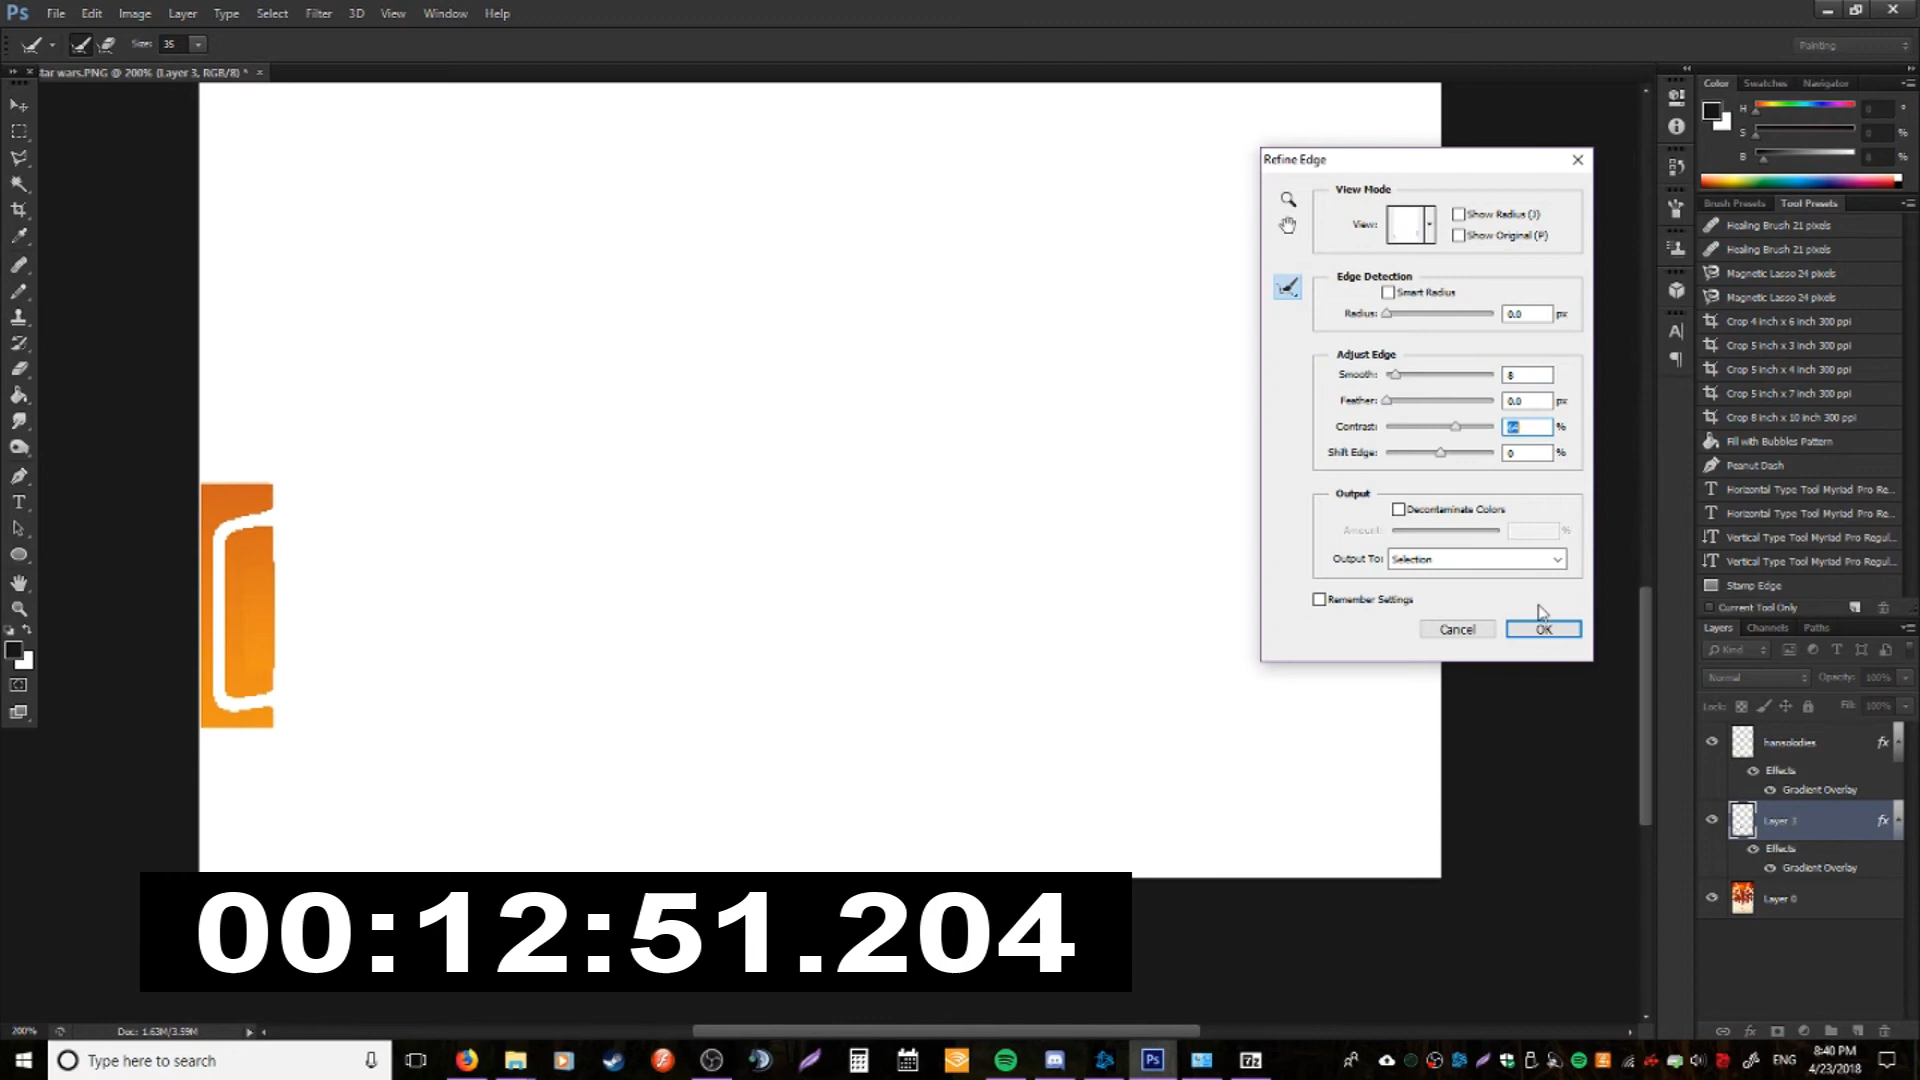 Ps File Edit Image Layer Type Select Filter 3D View Window Help
Size: 35
Painting
tar wars.PNG @ 200% (Layer 3, RGB/8) * ×
Color Swatches Navigator
H 0 °
S 0 %
B 8 %
Brush Presets Tool Presets
Healing Brush 21 pixels
Healing Brush 21 pixels
Magnetic Lasso 24 pixels
Magnetic Lasso 24 pixels
Crop 4 inch x 6 inch 300 ppi
Crop 5 inch x 3 inch 300 ppi
Crop 5 inch x 4 inch 300 ppi
Crop 5 inch x 7 inch 300 ppi
Crop 8 inch x 10 inch 300 ppi
Fill with Bubbles Pattern
Peanut Dash
Horizontal Type Tool Myriad Pro Re...
Horizontal Type Tool Myriad Pro Re...
Vertical Type Tool Myriad Pro Regul...
Vertical Type Tool Myriad Pro Regul...
Stamp Edge
Current Tool Only
Layers Channels Paths
Kind
Normal Opacity: 100%
Lock: Fill: 100%
hansolodies fx
Effects
Gradient Overlay
Layer 3 fx
Effects
Gradient Overlay
Layer 0
Refine Edge
View Mode
View: Show Radius (J)
Show Original (P)
Edge Detection
Smart Radius
Radius: 0.0 px
Adjust Edge
Smooth: 8
Feather: 0.0 px
Contrast: 64 %
Shift Edge: 0 %
Output
Decontaminate Colors
Amount: %
Output To: Selection
Remember Settings
Cancel OK
00:12:51.204
200% Doc: 1.63M/3.59M
Type here to search
Ps
ENG
8:40 PM
4/23/2018